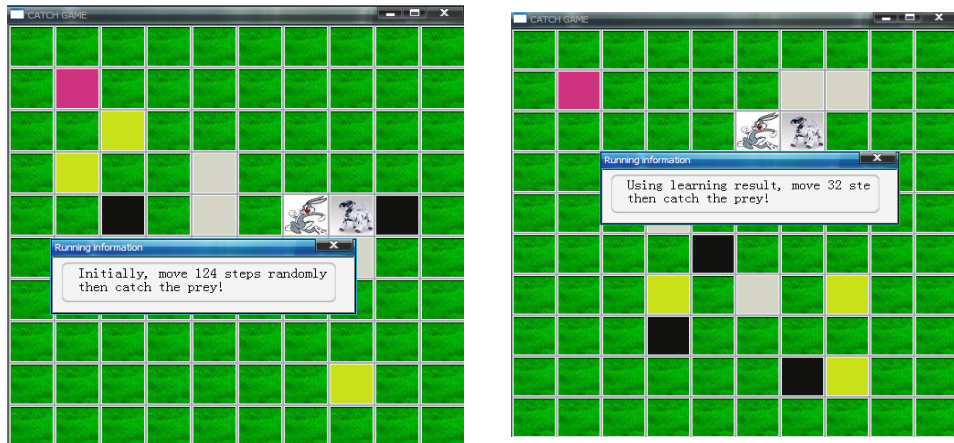 CATCH GAME
Running information
Initially, move 124 steps randomly
then catch the prey!
CATCH GAME
Running information
Using learning result, move 32 ste
then catch the prey!